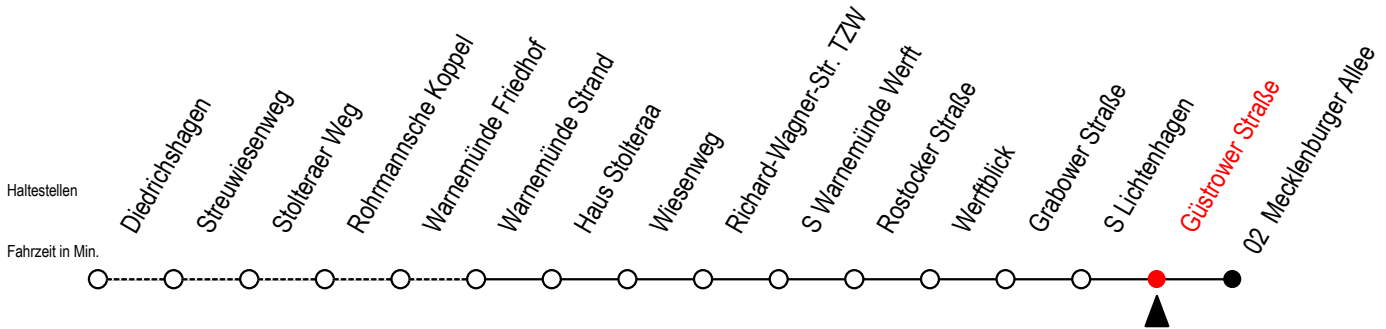 Haltestellen
Fahrzeit in Min.
Diedrichshagen
Streuwiesenweg
Stolteraer Weg
Rohrmannsche Koppel
Warnemünde Friedhof
Warnemünde Strand
Haus Stolteraa
Wiesenweg
Richard-Wagner-Str. TZW
S Warnemünde Werft
Rostocker Straße
Werftblick
Grabower Straße
S Lichtenhagen
Güstrower Straße
02 Mecklenburger Allee